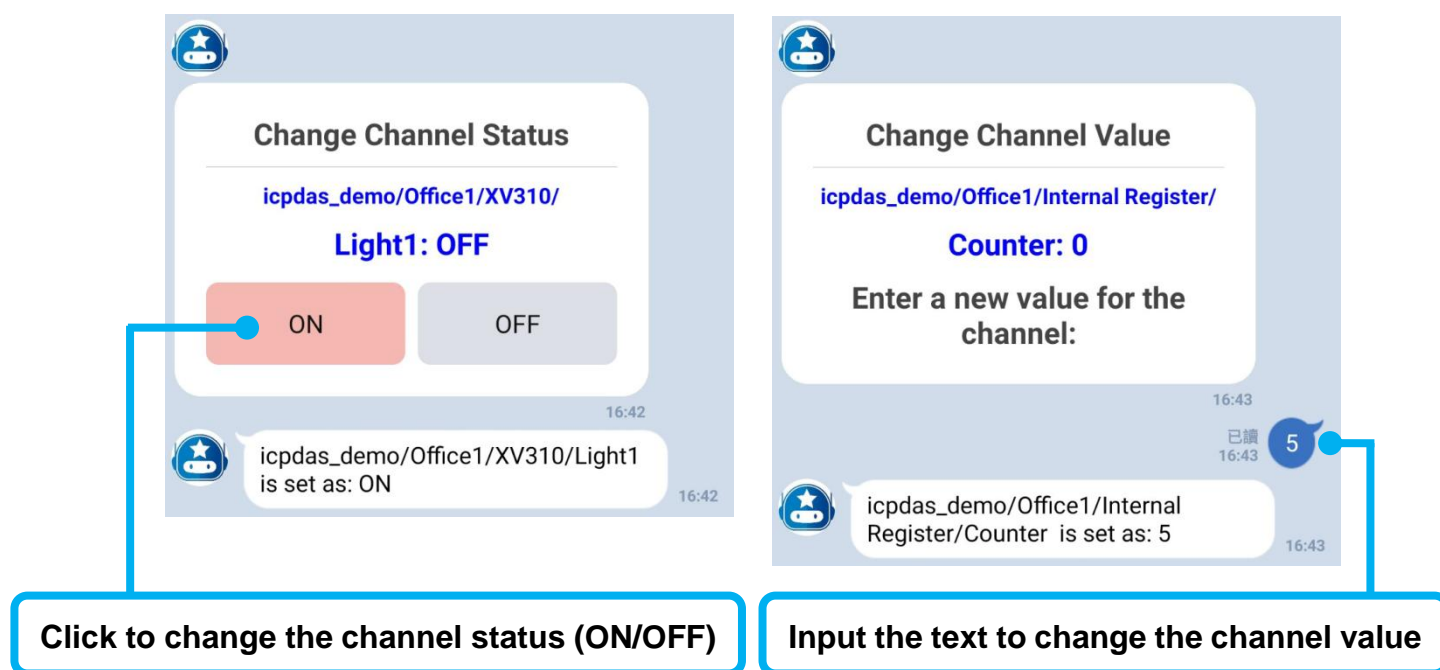 Change Channel Status
icpdas_demo/Office1/XV310/
Light1: OFF
ON
OFF
16:42
icpdas_demo/Office1/XV310/Light1
is set as: ON
16:42
Click to change the channel status (ON/OFF)
Change Channel Value
icpdas_demo/Office1/Internal Register/
Counter: 0
Enter a new value for the
channel:
16:43
已讀
16:43
5
icpdas_demo/Office1/Internal
Register/Counter is set as: 5
16:43
Input the text to change the channel value